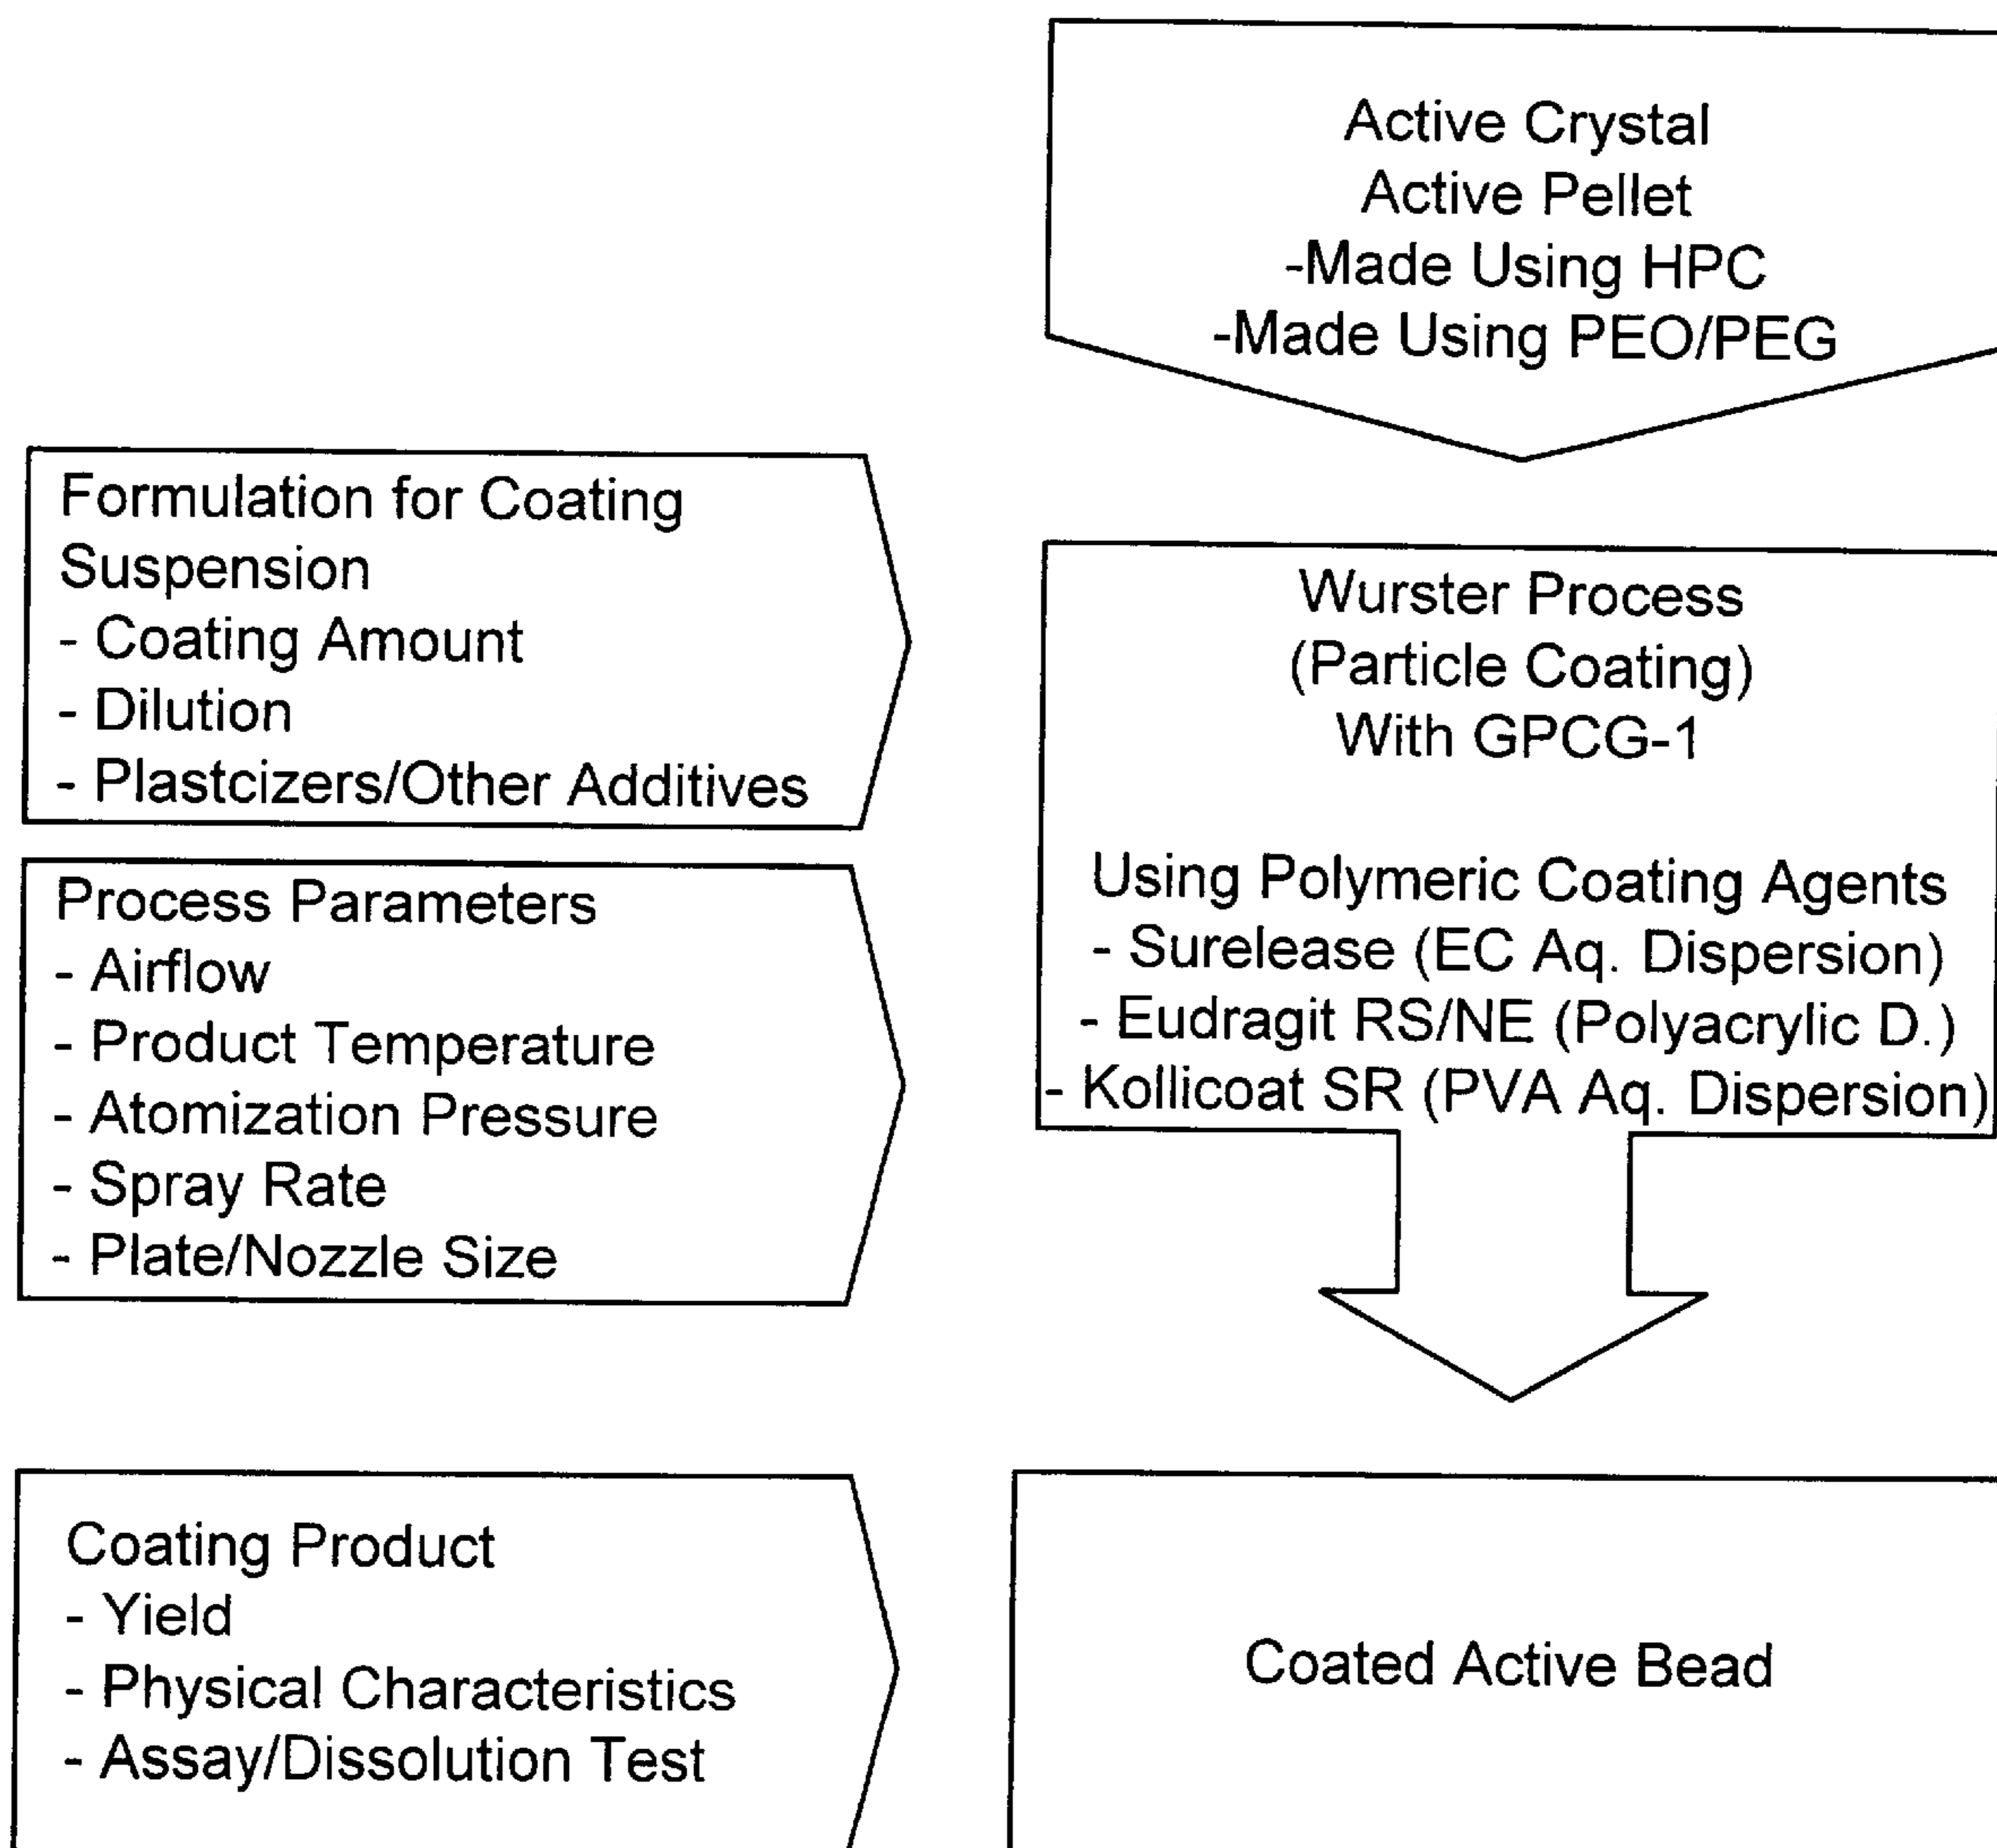 Active Crystal
Active Pellet
-Made Using HPC
-Made Using PEO/PEG
Formulation for Coating
Suspension
- Coating Amount
- Dilution
- Plastcizers/Other Additives
Wurster Process
(Particle Coating)
With GPCG-1
Using Polymeric Coating Agents
- Surelease (EC Aq. Dispersion)
- Eudragit RS/NE (Polyacrylic D.)
- Kollicoat SR (PVA Aq. Dispersion)
Process Parameters
- Airflow
- Product Temperature
- Atomization Pressure
- Spray Rate
- Plate/Nozzle Size
Coating Product
- Yield
- Physical Characteristics
- Assay/Dissolution Test
Coated Active Bead